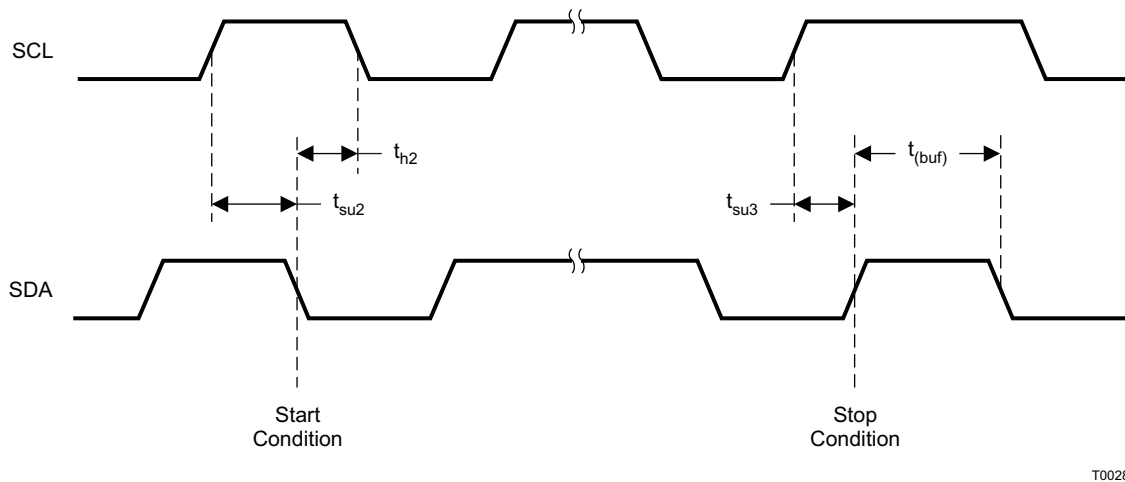 SCL
t_h2
t_(buf)
t_su2
t_su3
SDA
Start
Condition
Stop
Condition
T0028